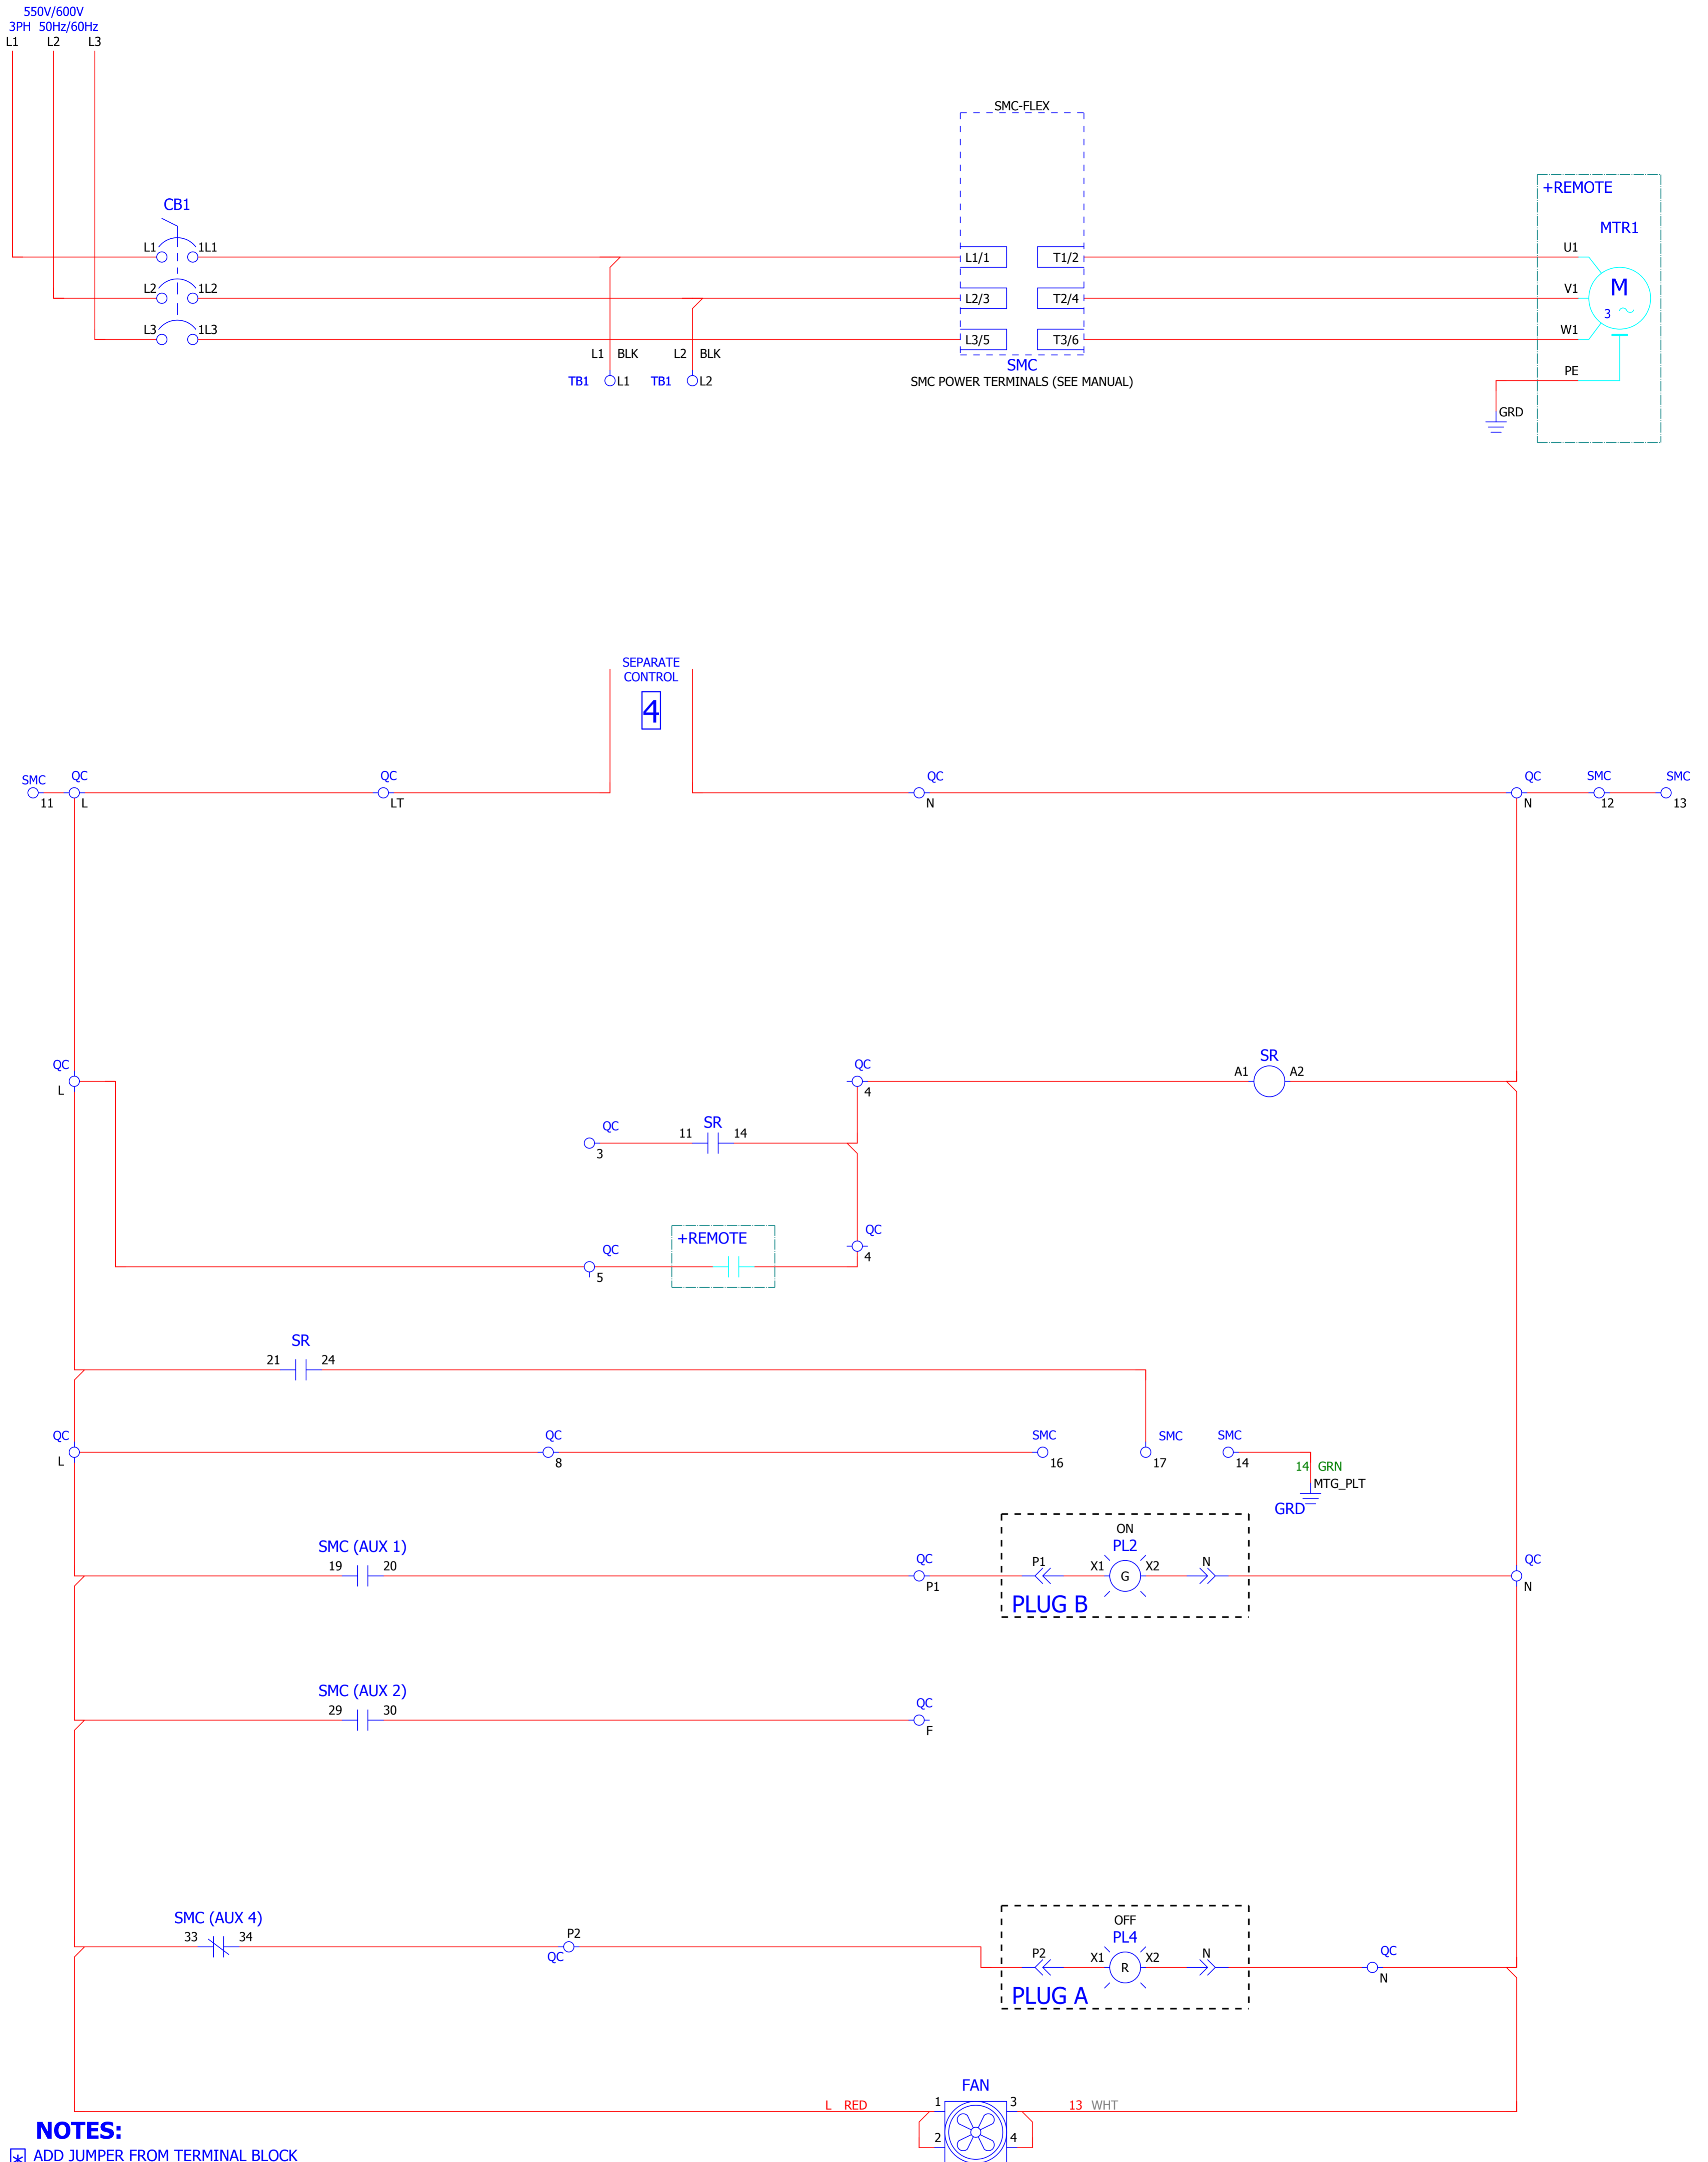 550V/600V
3PH 50Hz/60Hz
L1 L2 L3
SMC-FLEX
+REMOTE
CB1
MTR1
L1 1L1 L1/1 T1/2 U1
L2 1L2 L2/3 T2/4 V1 M
3
L3 1L3 L3/5 T3/6 W1
L1 BLK L2 BLK
SMC
TB1 L1 TB1 L2
SMC POWER TERMINALS (SEE MANUAL)
PE
GRD
SEPARATE
CONTROL
4
SMC QC QC QC QC SMC SMC
11 L LT N N 12 13
QC QC SR
L 4 A1 A2
QC SR
3 11 14
+REMOTE
QC QC
5 4
SR
21 24
QC QC SMC SMC SMC
L 8 16 17 14
14 GRN
MTG_PLT
GRD
SMC (AUX 1)
19 20
QC
P1
ON
PL2
P1 X1 G X2 N
PLUG B
QC
N
SMC (AUX 2)
29 30
QC
F
SMC (AUX 4)
33 34
P2
QC
OFF
PL4
P2 X1 R X2 N
PLUG A
QC
N
FAN
L RED 1 3 13 WHT
2 4
NOTES:
* ADD JUMPER FROM TERMINAL BLOCK